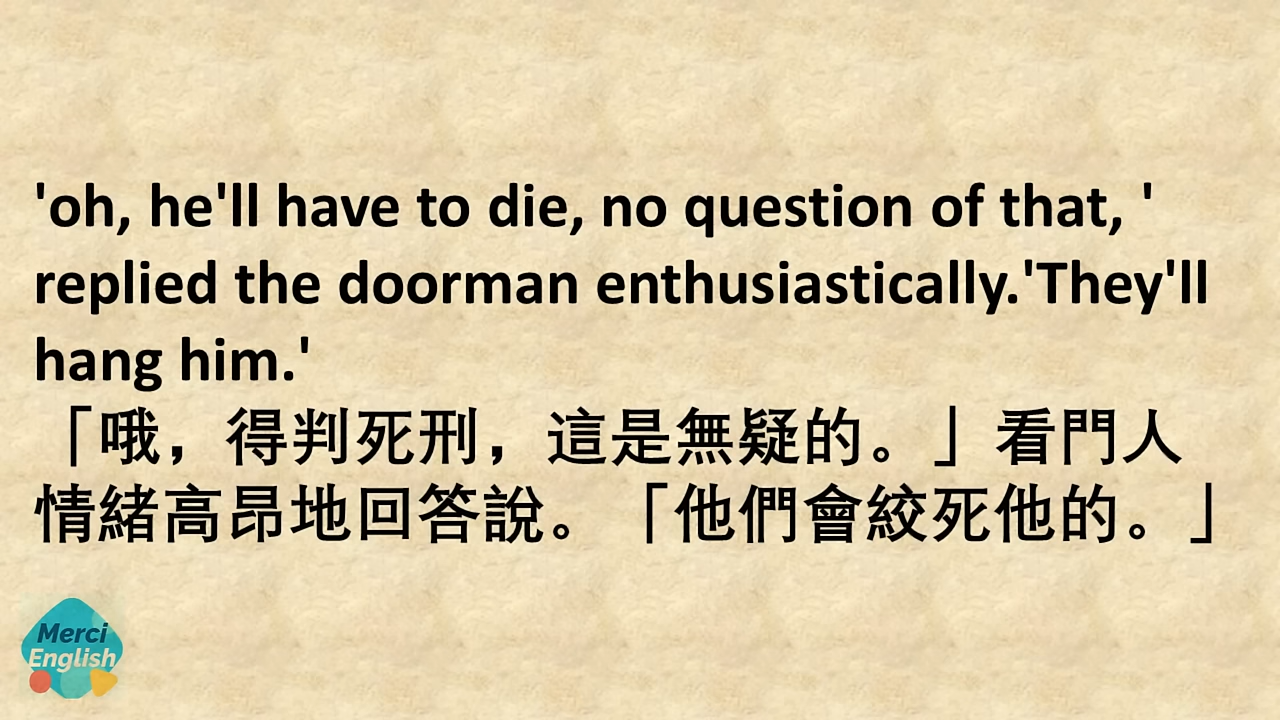 'oh, he'll have to die, no question of that, '
replied the doorman enthusiastically.'They'll
hang him.'
「哦，得判死刑，這是無疑的。」看門人
情緒高昂地回答說。「他們會絞死他的。」
Merci
English